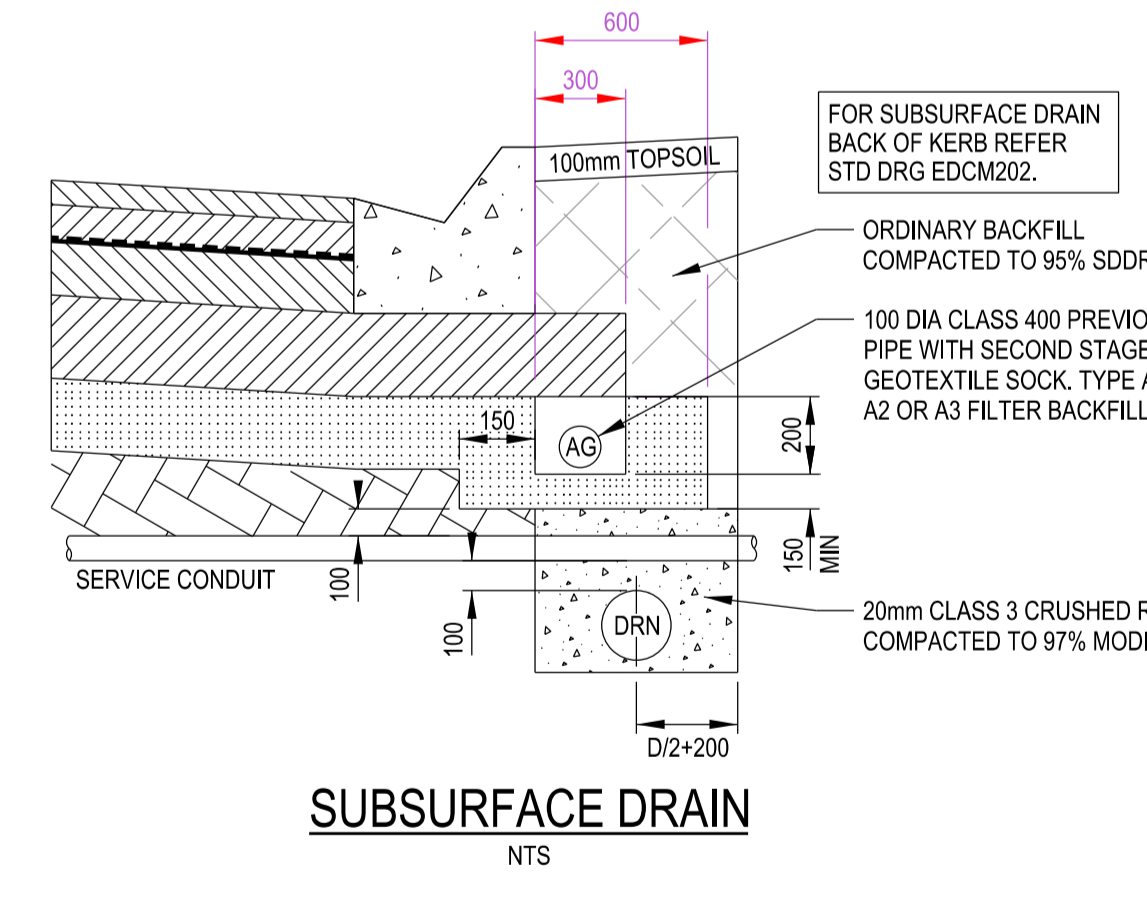 600
300
100mm TOPSOIL
FOR SUBSURFACE DRAIN
BACK OF KERB REFER
STD DRG EDCM202.
ORDINARY BACKFILL
COMPACTED TO 95% SDDR
100 DIA CLASS 400 PREVIO
PIPE WITH SECOND STAGE
GEOTEXTILE SOCK. TYPE A
A2 OR A3 FILTER BACKFILL
150
AG
200
150 MIN
SERVICE CONDUIT
100
100
DRN
20mm CLASS 3 CRUSHED R
COMPACTED TO 97% MODI
D/2+200
SUBSURFACE DRAIN
NTS